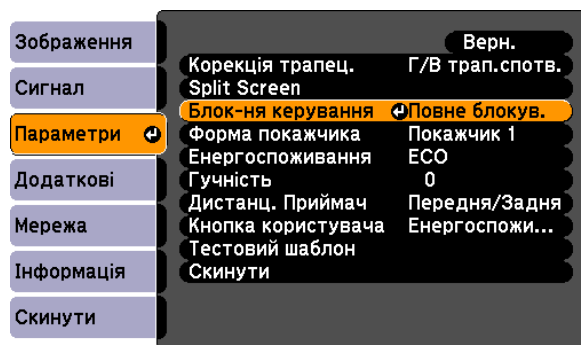 Зображення
Сигнал
Параметри
Додаткові
Мережа
Інформація
Скинути
Верн.
Корекція трапец. Г/В трап.спотв.
Split Screen
Блок-ня керування Повне блокув.
Форма покажчика Покажчик 1
Енергоспоживання ECO
Гучність 0
Дистанц. Приймач Передня/Задня
Кнопка користувача Енергоспожи...
Тестовий шаблон
Скинути